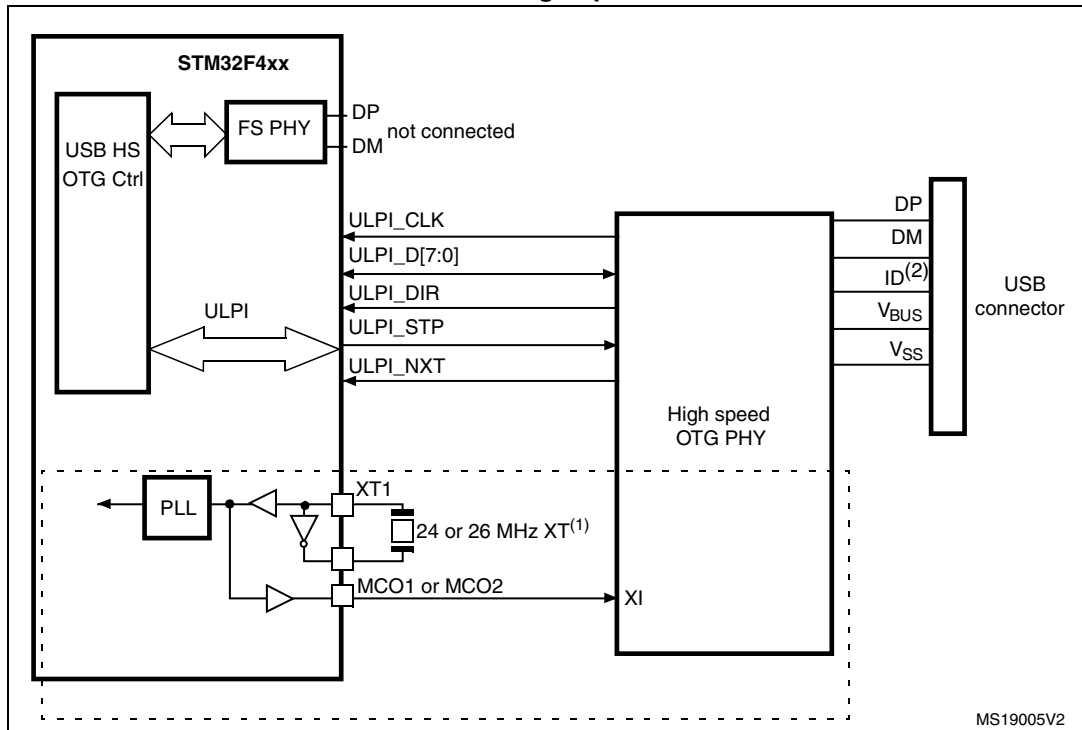 STM32F4xx
USB HS
OTG Ctrl
FS PHY
DP
DM
not connected
ULPI_CLK
ULPI_D[7:0]
ULPI_DIR
ULPI_STP
ULPI_NXT
ULPI
High speed
OTG PHY
DP
DM
ID(2)
VBUS
VSS
USB
connector
PLL
XT1
24 or 26 MHz XT(1)
MCO1 or MCO2
XI
MS19005V2